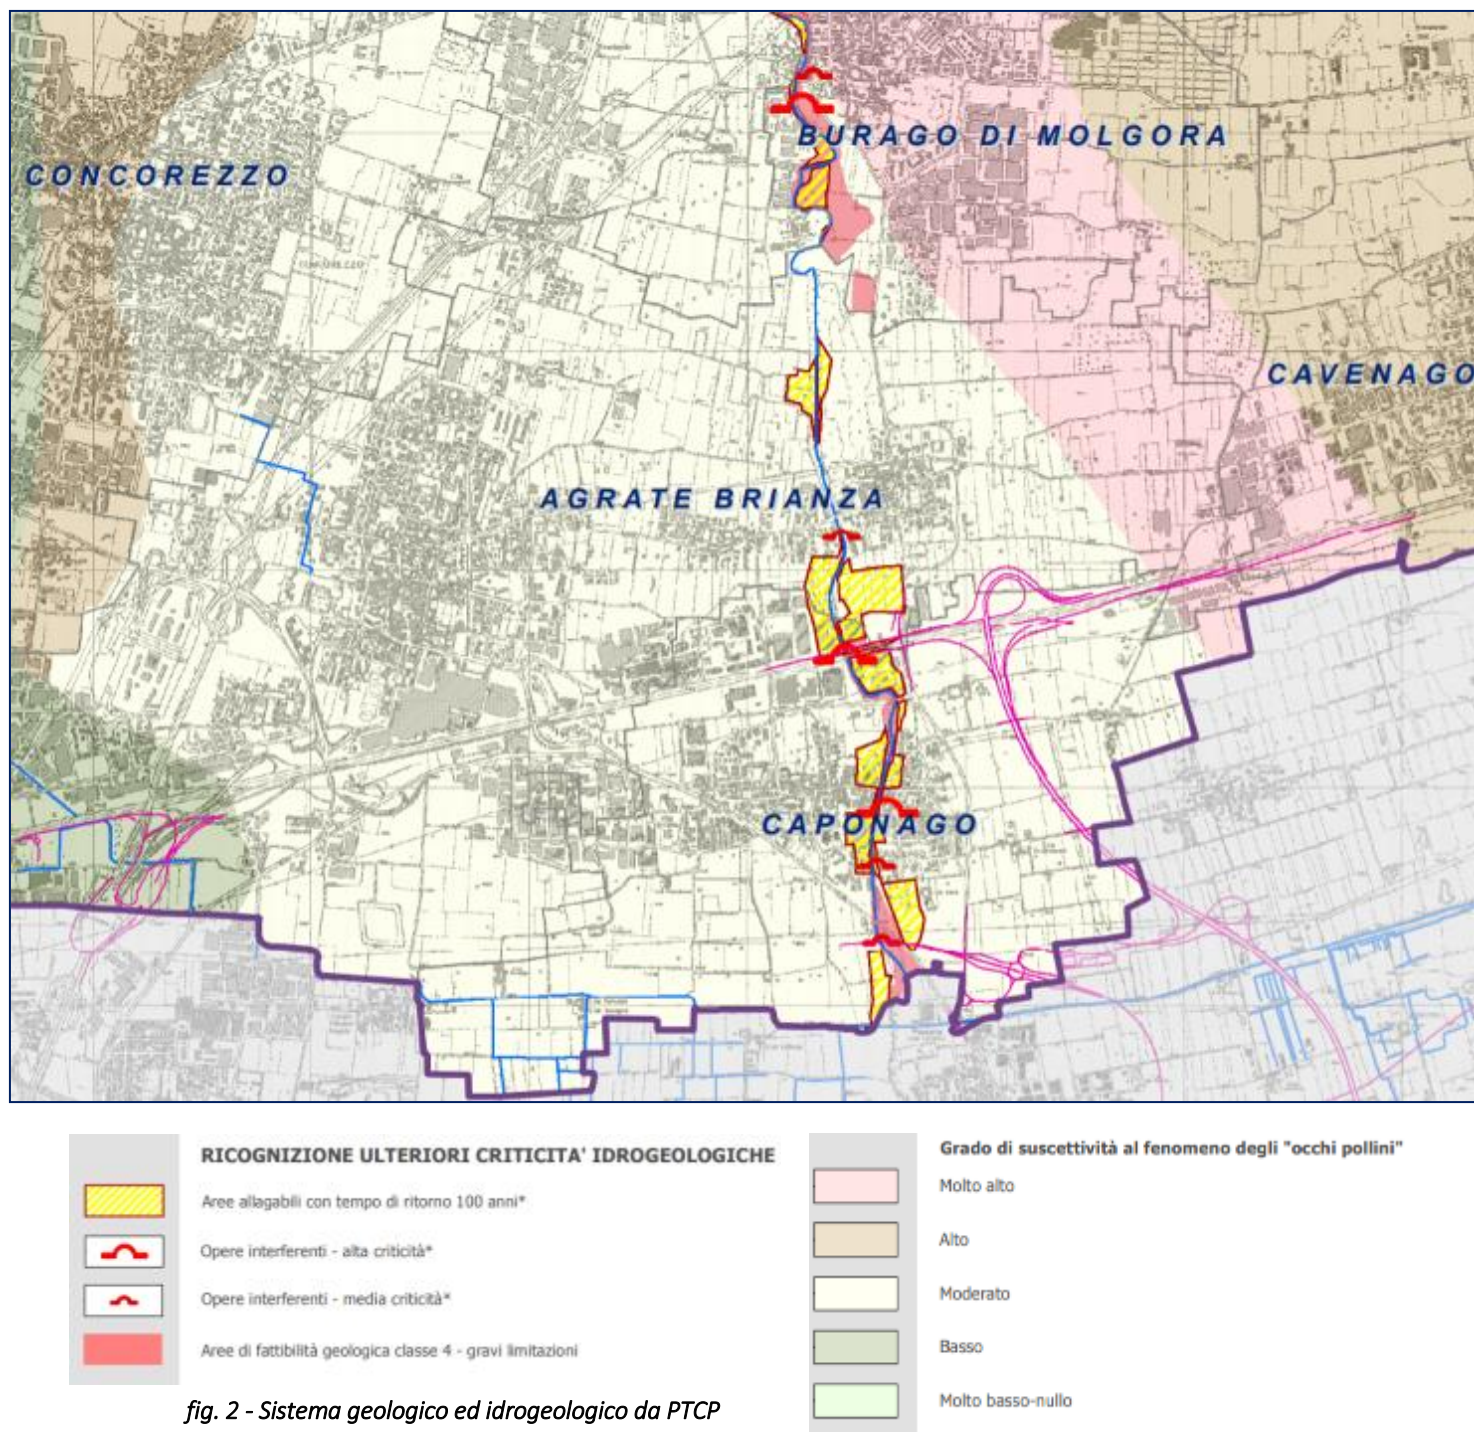 BURAGO DI MOLGORA
CONCOREZZO
CAVENAGO
AGRATE BRIANZA
CAPONAGO
RICOGNIZIONE ULTERIORI CRITICITA' IDROGEOLOGICHE
Aree allagabili con tempo di ritorno 100 anni*
Opere interferenti - alta criticità*
Opere interferenti - media criticità*
Aree di fattibilità geologica classe 4 - gravi limitazioni
Grado di suscettività al fenomeno degli "occhi pollini"
Molto alto
Alto
Moderato
Basso
Molto basso-nullo
fig. 2 - Sistema geologico ed idrogeologico da PTCP